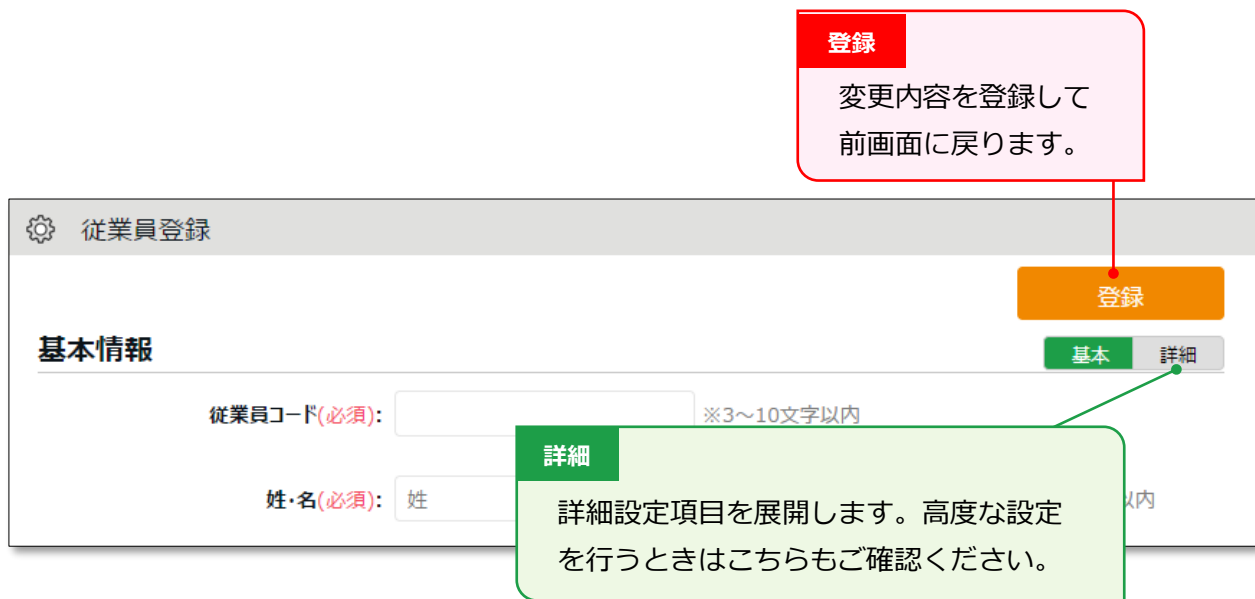 登録
変更内容を登録して
前画面に戻ります。
従業員登録
登録
基本情報
基本 詳細
従業員コード(必須): ※3～10文字以内
姓・名(必須): 姓 以内
詳細
詳細設定項目を展開します。高度な設定
を行うときはこちらもご確認ください。